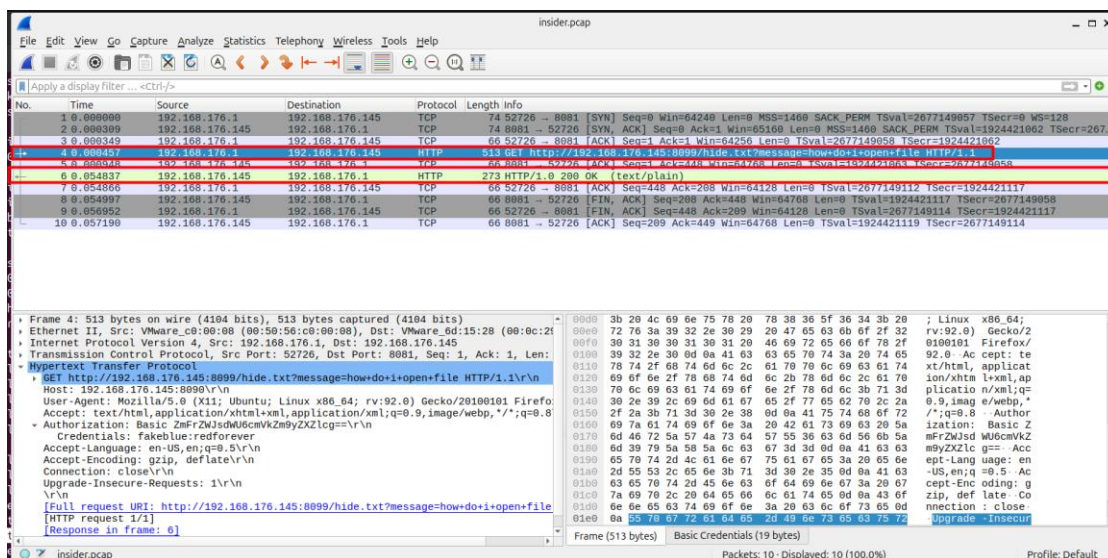 insider.pcap
File Edit View Go Capture Analyze Statistics Telephony Wireless Tools Help
Apply a display filter ... <Ctrl-/>
No. Time Source Destination Protocol Length Info
1 0.000000 192.168.176.1 192.168.176.145 TCP 74 52726 → 8081 [SYN] Seq=0 Win=64240 Len=0 MSS=1460 SACK_PERM TSval=2677149057 TSecr=0 WS=128
2 0.000309 192.168.176.145 192.168.176.1 TCP 74 8081 → 52726 [SYN, ACK] Seq=0 Ack=1 Win=65160 Len=0 MSS=1460 SACK_PERM TSval=1924421062 TSecr=267
3 0.000349 192.168.176.1 192.168.176.145 TCP 66 52726 → 8081 [ACK] Seq=1 Ack=1 Win=64256 Len=0 TSval=2677149058 TSecr=1924421062
4 0.000457 192.168.176.1 192.168.176.145 HTTP 513 GET http://192.168.176.145:8099/hide.txt?message=how+do+i+open+file HTTP/1.1
5 0.000948 192.168.176.145 192.168.176.1 TCP 66 8081 → 52726 [ACK] Seq=1 Ack=448 Win=64768 Len=0 TSval=1924421063 TSecr=2677149058
6 0.054837 192.168.176.145 192.168.176.1 HTTP 273 HTTP/1.0 200 OK (text/plain)
7 0.054866 192.168.176.1 192.168.176.145 TCP 66 52726 → 8081 [ACK] Seq=448 Ack=208 Win=64128 Len=0 TSval=2677149112 TSecr=1924421117
8 0.054997 192.168.176.145 192.168.176.1 TCP 66 8081 → 52726 [FIN, ACK] Seq=208 Ack=448 Win=64768 Len=0 TSval=1924421117 TSecr=2677149058
9 0.056952 192.168.176.1 192.168.176.145 TCP 66 52726 → 8081 [FIN, ACK] Seq=448 Ack=209 Win=64128 Len=0 TSval=2677149114 TSecr=1924421117
10 0.057190 192.168.176.145 192.168.176.1 TCP 66 8081 → 52726 [ACK] Seq=209 Ack=449 Win=64768 Len=0 TSval=1924421119 TSecr=2677149114
Frame 4: 513 bytes on wire (4104 bits), 513 bytes captured (4104 bits)
Ethernet II, Src: VMware_c0:00:08 (00:50:56:c0:00:08), Dst: VMware_6d:15:28 (00:0c:29
Internet Protocol Version 4, Src: 192.168.176.1, Dst: 192.168.176.145
Transmission Control Protocol, Src Port: 52726, Dst Port: 8081, Seq: 1, Ack: 1, Len:
Hypertext Transfer Protocol
GET http://192.168.176.145:8099/hide.txt?message=how+do+i+open+file HTTP/1.1\r\n
Host: 192.168.176.145:8090\r\n
User-Agent: Mozilla/5.0 (X11; Ubuntu; Linux x86_64; rv:92.0) Gecko/20100101 Firefo
Accept: text/html,application/xhtml+xml,application/xml;q=0.9,image/webp,*/*;q=0.8
Authorization: Basic ZmFrZWJsdWU6cmVkZm9yZXZlcg==\r\n
Credentials: fakeblue:redforever
Accept-Language: en-US,en;q=0.5\r\n
Accept-Encoding: gzip, deflate\r\n
Connection: close\r\n
Upgrade-Insecure-Requests: 1\r\n
\r\n
[Full request URI: http://192.168.176.145:8099/hide.txt?message=how+do+i+open+file
[HTTP request 1/1]
[Response in frame: 6]
00d0 3b 20 4c 69 6e 75 78 20 78 38 36 5f 36 34 3b 20 ; Linux x86_64;
00e0 72 76 3a 39 32 2e 30 29 20 47 65 63 6b 6f 2f 32 rv:92.0) Gecko/2
00f0 30 31 30 30 31 30 31 20 46 69 72 65 66 6f 78 2f 0100101 Firefox/
0100 39 32 2e 30 0d 0a 41 63 63 65 70 74 3a 20 74 65 92.0··Ac cept: te
0110 78 74 2f 68 74 6d 6c 2c 61 70 70 6c 69 63 61 74 xt/html, applicat
0120 69 6f 6e 2f 78 68 74 6d 6c 2b 78 6d 6c 2c 61 70 ion/xhtm l+xml,ap
0130 70 6c 69 63 61 74 69 6f 6e 2f 78 6d 6c 3b 71 3d plicatio n/xml;q=
0140 30 2e 39 2c 69 6d 61 67 65 2f 77 65 62 70 2c 2a 0.9,imag e/webp,*
0150 2f 2a 3b 71 3d 30 2e 38 0d 0a 41 75 74 68 6f 72 /*;q=0.8 ··Author
0160 69 7a 61 74 69 6f 6e 3a 20 42 61 73 69 63 20 5a ization: Basic Z
0170 6d 46 72 5a 57 4a 73 64 57 55 36 63 6d 56 6b 5a mFrZWJsd WU6cmVkZ
0180 6d 39 79 5a 58 5a 6c 63 67 3d 3d 0d 0a 41 63 63 m9yZXZlc g==··Acc
0190 65 70 74 2d 4c 61 6e 67 75 61 67 65 3a 20 65 6e ept-Lang uage: en
01a0 2d 55 53 2c 65 6e 3b 71 3d 30 2e 35 0d 0a 41 63 -US,en;q =0.5··Ac
01b0 63 65 70 74 2d 45 6e 63 6f 64 69 6e 67 3a 20 67 cept-Enc oding: g
01c0 7a 69 70 2c 20 64 65 66 6c 61 74 65 0d 0a 43 6f zip, def late··Co
01d0 6e 6e 65 63 74 69 6f 6e 3a 20 63 6c 6f 73 65 0d nnection : close·
01e0 0a 55 70 67 72 61 64 65 2d 49 6e 73 65 63 75 72 ·Upgrade -Insecur
Frame (513 bytes) Basic Credentials (19 bytes)
insider.pcap Packets: 10 · Displayed: 10 (100.0%) Profile: Default